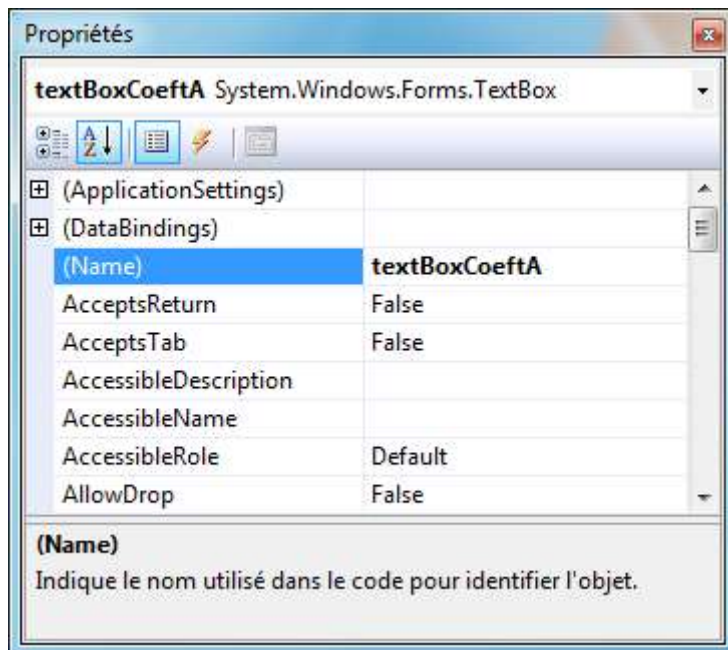 Propriétés
textBoxCoeftA System.Windows.Forms.TextBox
(ApplicationSettings)
(DataBindings)
(Name) textBoxCoeftA
AcceptsReturn False
AcceptsTab False
AccessibleDescription
AccessibleName
AccessibleRole Default
AllowDrop False
(Name)
Indique le nom utilisé dans le code pour identifier l'objet.